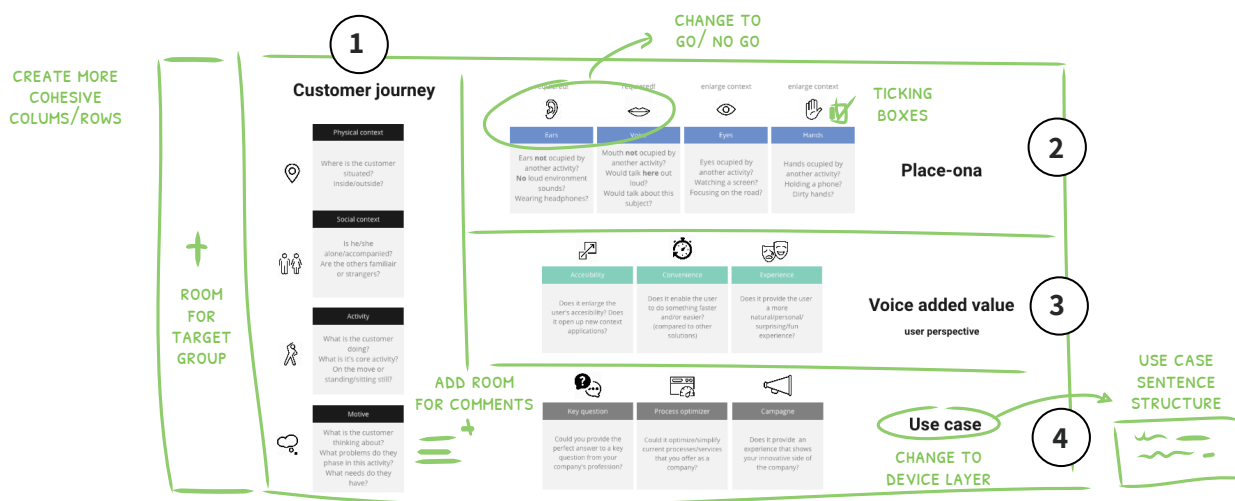 CREATE MORE
COHESIVE
COLUMS/ROWS
+
ROOM
FOR
TARGET
GROUP
1
Customer journey
Physical context
Where is the customer
situated?
Inside/outside?
Social context
Is he/she
alone/accompanied?
Are the others familiair
or strangers?
Activity
What is the customer
doing?
What is it's core activity?
On the move or
standing/sitting still?
Motive
What is the customer
thinking about?
What problems do they
phase in this activity?
What needs do they
have?
ADD ROOM
FOR COMMENTS
+
CHANGE TO
GO/ NO GO
requiered!
requiered!
enlarge context
enlarge context
TICKING
BOXES
Ears
Voice
Eyes
Hands
Ears not ocupied by
another activity?
No loud environment
sounds?
Wearing headphones?
Mouth not ocupied by
another activity?
Would talk here out
loud?
Would talk about this
subject?
Eyes ocupied by
another activity?
Watching a screen?
Focusing on the road?
Hands ocupied by
another activity?
Holding a phone?
Dirty hands?
Place-ona
2
Accesibility
Convenience
Experience
Does it enlarge the
user's accesibility? Does
it open up new context
applications?
Does it enable the user
to do something faster
and/or easier?
(compared to other
solutions)
Does it provide the user
a more
natural/personal/
surprising/fun
experience?
Voice added value
user perspective
3
Key question
Process optimizer
Campagne
Could you provide the
perfect answer to a key
question from your
company's profession?
Could it optimize/simplify
current processes/services
that you offer as a
company?
Does it provide an
experience that shows
your innovative side of
the company?
Use case
4
CHANGE TO
DEVICE LAYER
USE CASE
SENTENCE
STRUCTURE